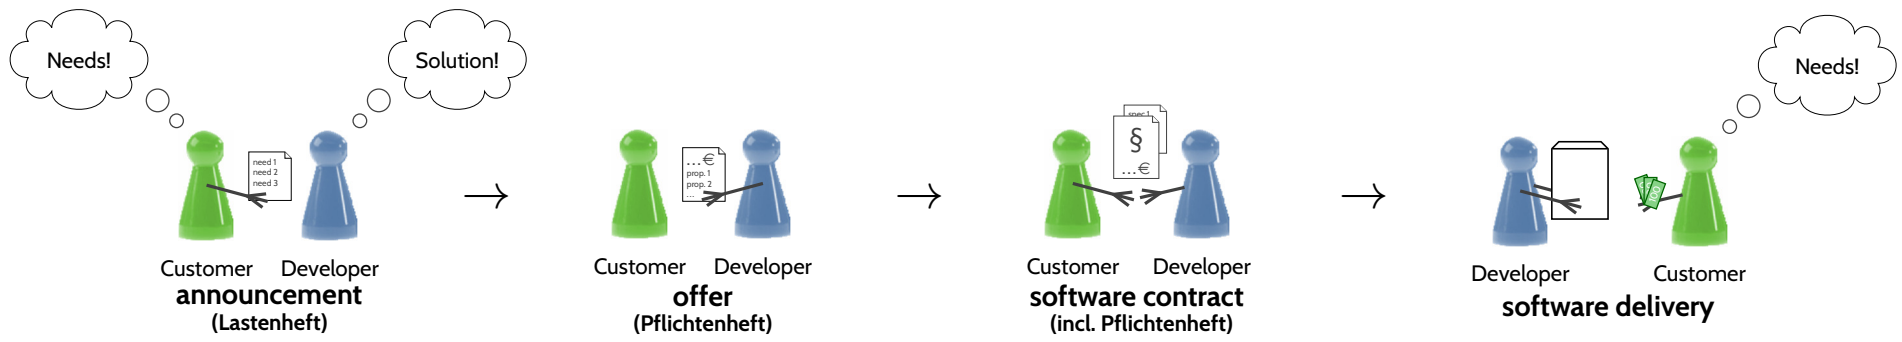 Needs!
Solution!
need 1
need 2
need 3
Customer Developer
announcement
(Lastenheft)
→
...€
prop. 1
prop. 2
...
Customer Developer
offer
(Pflichtenheft)
→
spec 1
§
...€
Customer Developer
software contract
(incl. Pflichtenheft)
→
Needs!
Developer Customer
software delivery